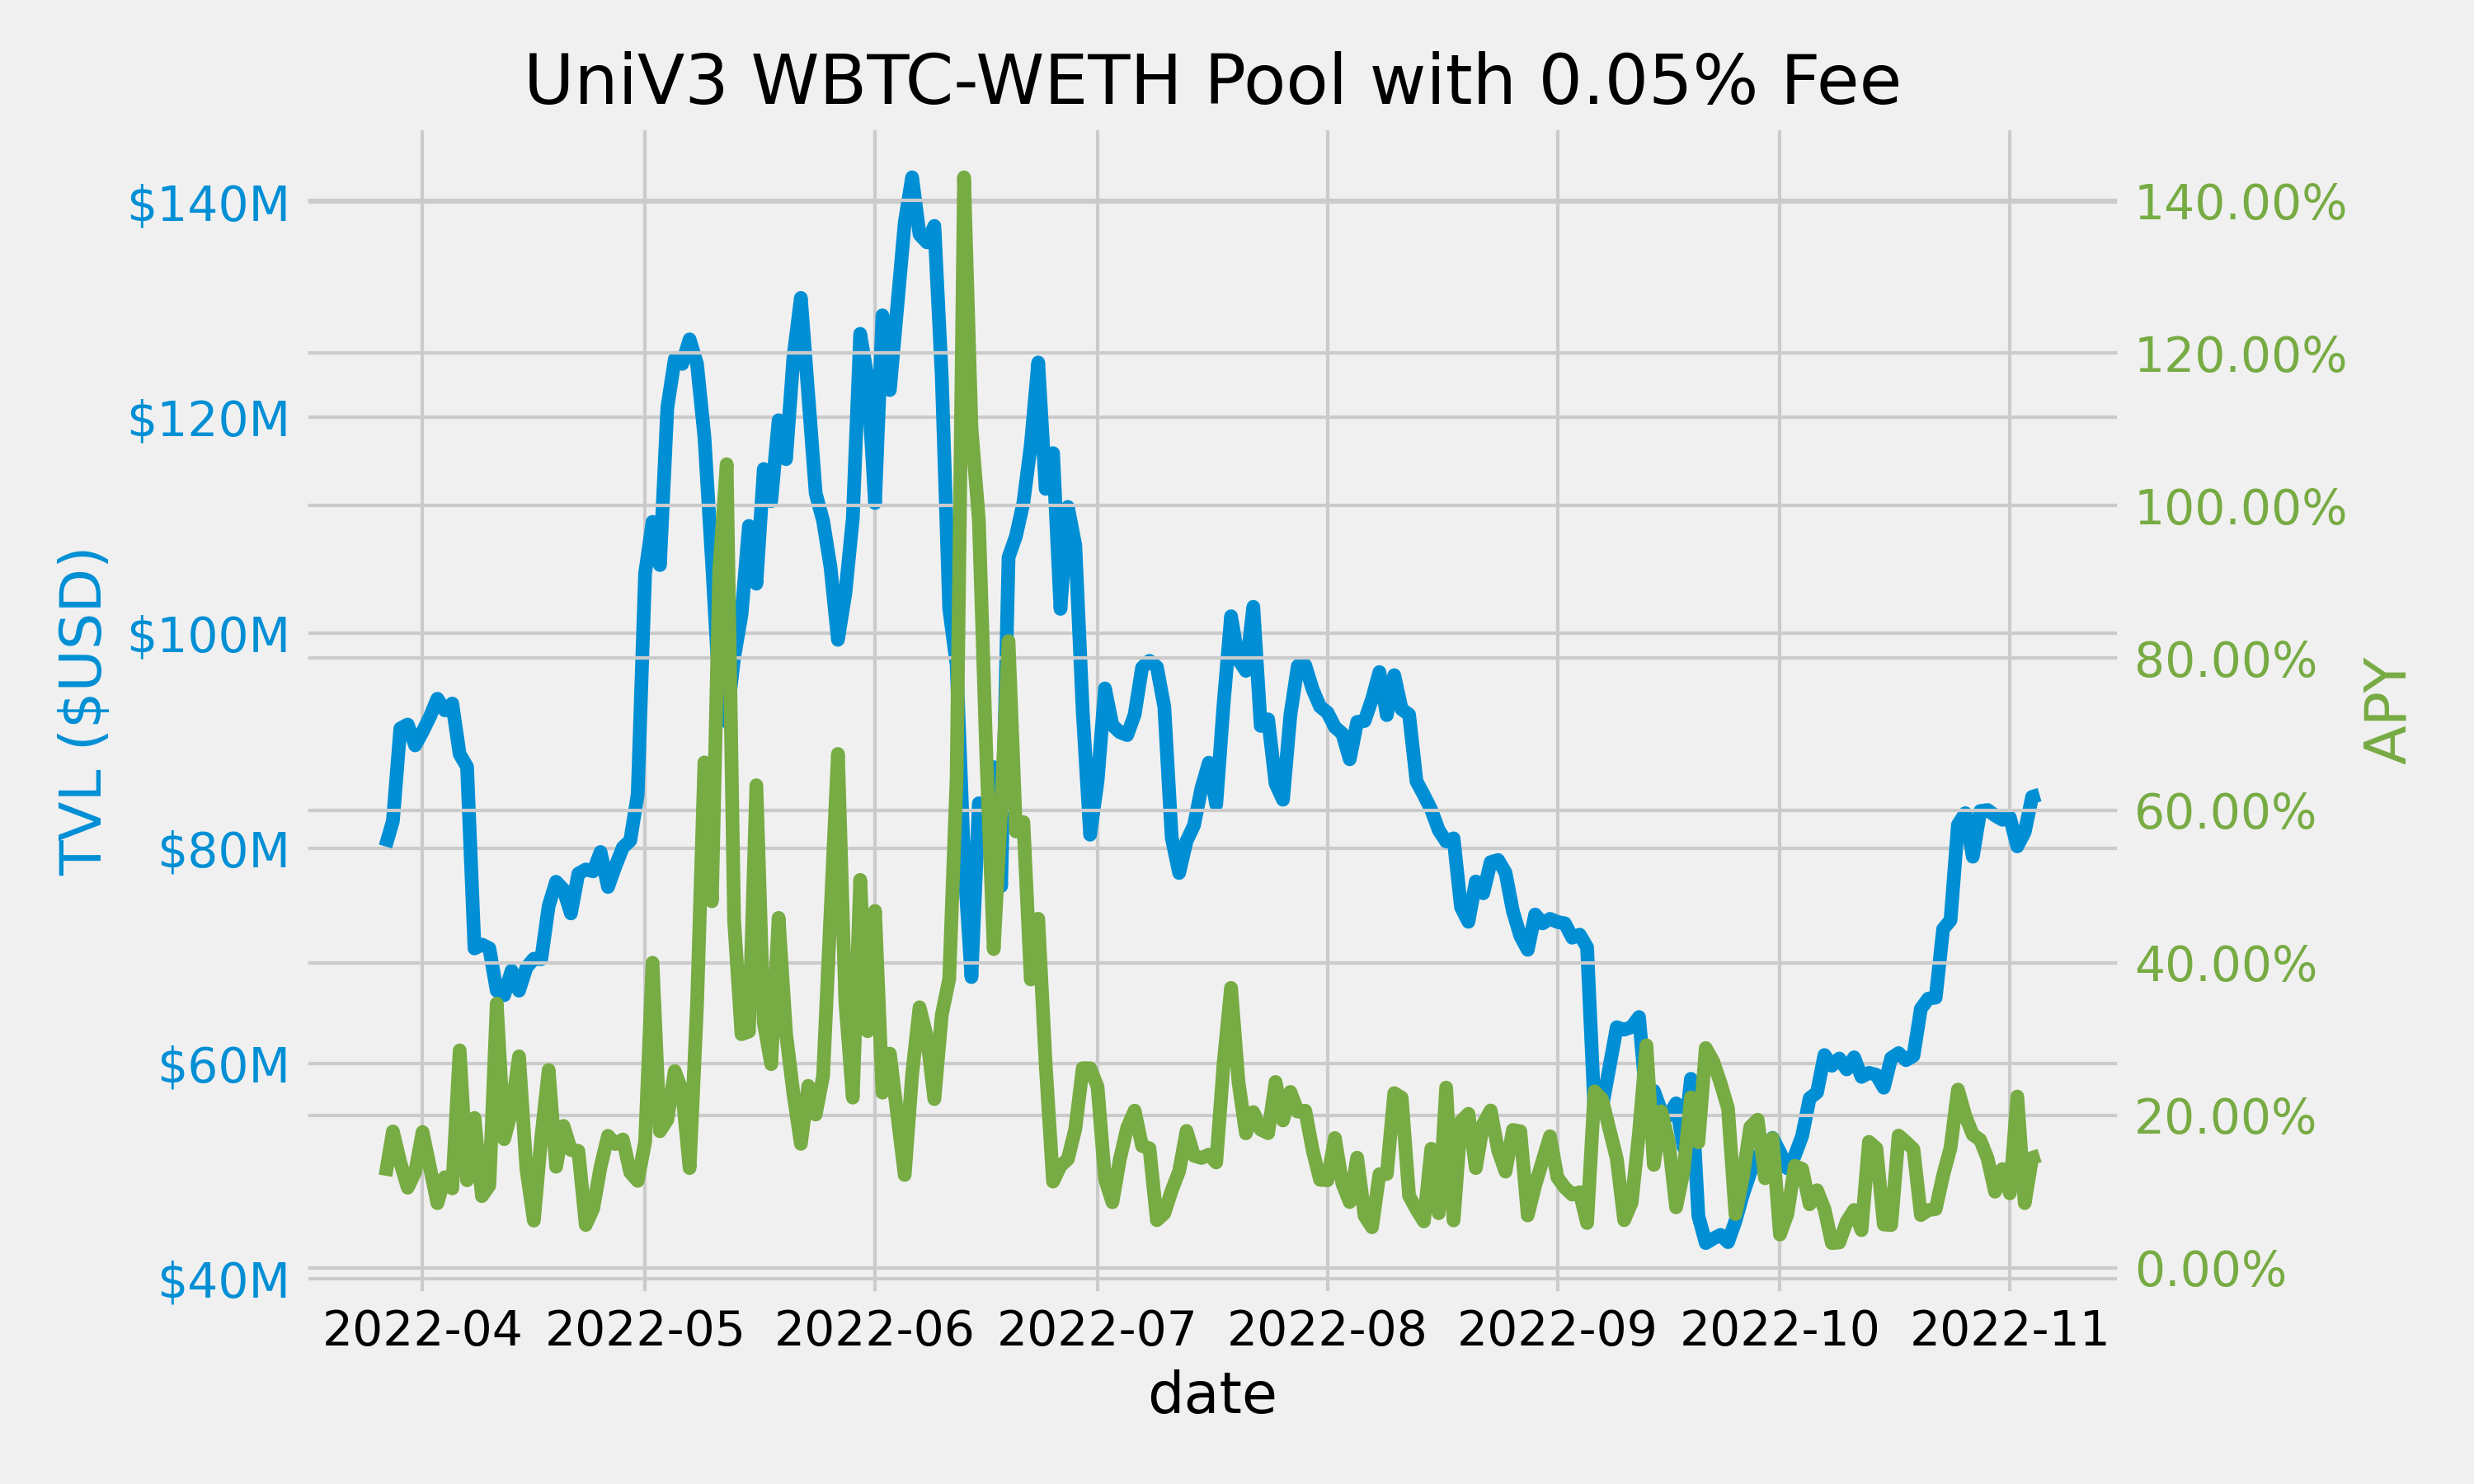 UniV3 WBTC-WETH Pool with 0.05% Fee
TVL ($USD)
$140M
$120M
$100M
$80M
$60M
$40M
140.00%
120.00%
100.00%
80.00%
60.00%
40.00%
20.00%
0.00%
APY
2022-04 2022-05 2022-06 2022-07 2022-08 2022-09 2022-10 2022-11
date